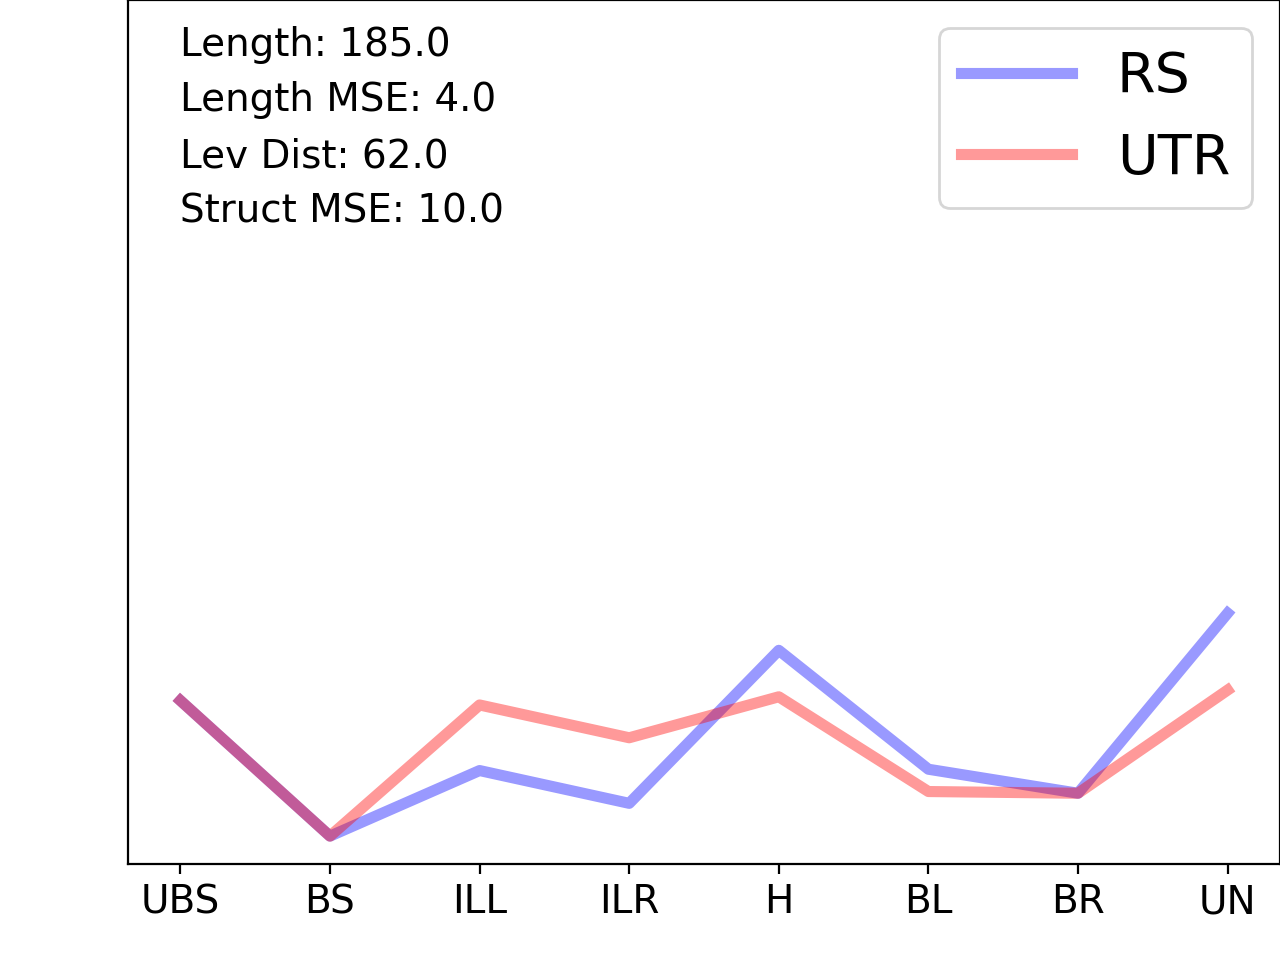 Length: 185.0
Length MSE: 4.0
Lev Dist: 62.0
Struct MSE: 10.0
RS
UTR
UBS BS ILL ILR H BL BR UN